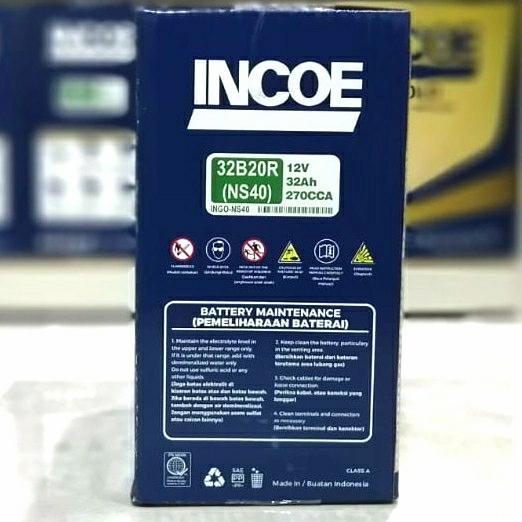 INCOE
32B20R
(NS40)
12V
32Ah
270CCA
INGO-NS40
BATTERY MAINTENANCE
(PEMELIHARAAN BATERAI)
1. Maintain the electrolyte level in
the upper and lower range only.
If it is under that range, add with
demineralized water only.
Do not use sulfuric acid or any
other liquids
(Jaga batas elektrolit di
kisaran batas atas dan batas bawah.
Jika berada di bawah batas bawah,
tambah dengan air demineralized.
Jangan menggunakan asam sulfat
atau cairan lainnya)
2. Keep clean the battery, particulary
in the venting area
(Bersihkan baterai dari kotoran
terutama area lubang gas)
3. Check cables for damage or
loose connection
(Periksa kabel, atau koneksi yang
longgar)
4. Clean terminals and connectors
as necessary
(Bersihkan terminal dan konektor)
SAE
PP
CLASS A
Made In / Buatan Indonesia